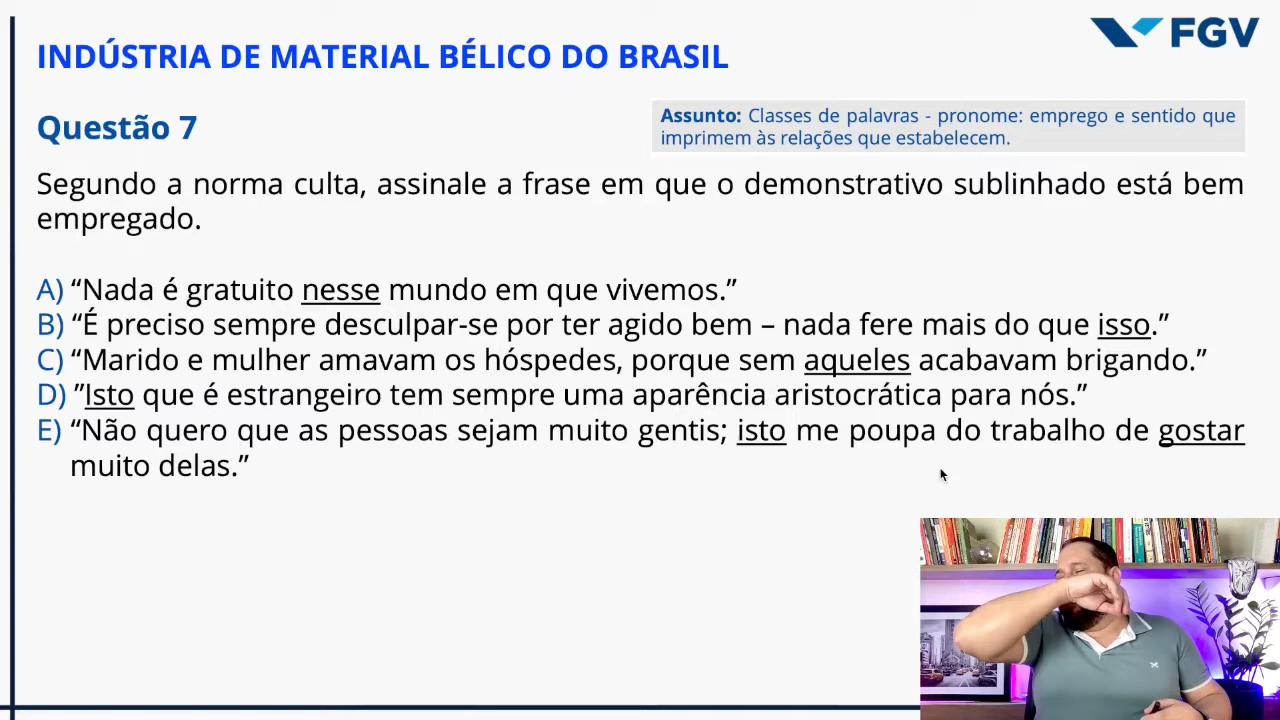 FGV
INDÚSTRIA DE MATERIAL BÉLICO DO BRASIL
Questão 7
Assunto: Classes de palavras - pronome: emprego e sentido que
imprimem às relações que estabelecem.
Segundo a norma culta, assinale a frase em que o demonstrativo sublinhado está bem
empregado.
A) “Nada é gratuito nesse mundo em que vivemos.”
B) “É preciso sempre desculpar-se por ter agido bem – nada fere mais do que isso.”
C) “Marido e mulher amavam os hóspedes, porque sem aqueles acabavam brigando.”
D) ”Isto que é estrangeiro tem sempre uma aparência aristocrática para nós.”
E) “Não quero que as pessoas sejam muito gentis; isto me poupa do trabalho de gostar
muito delas.”